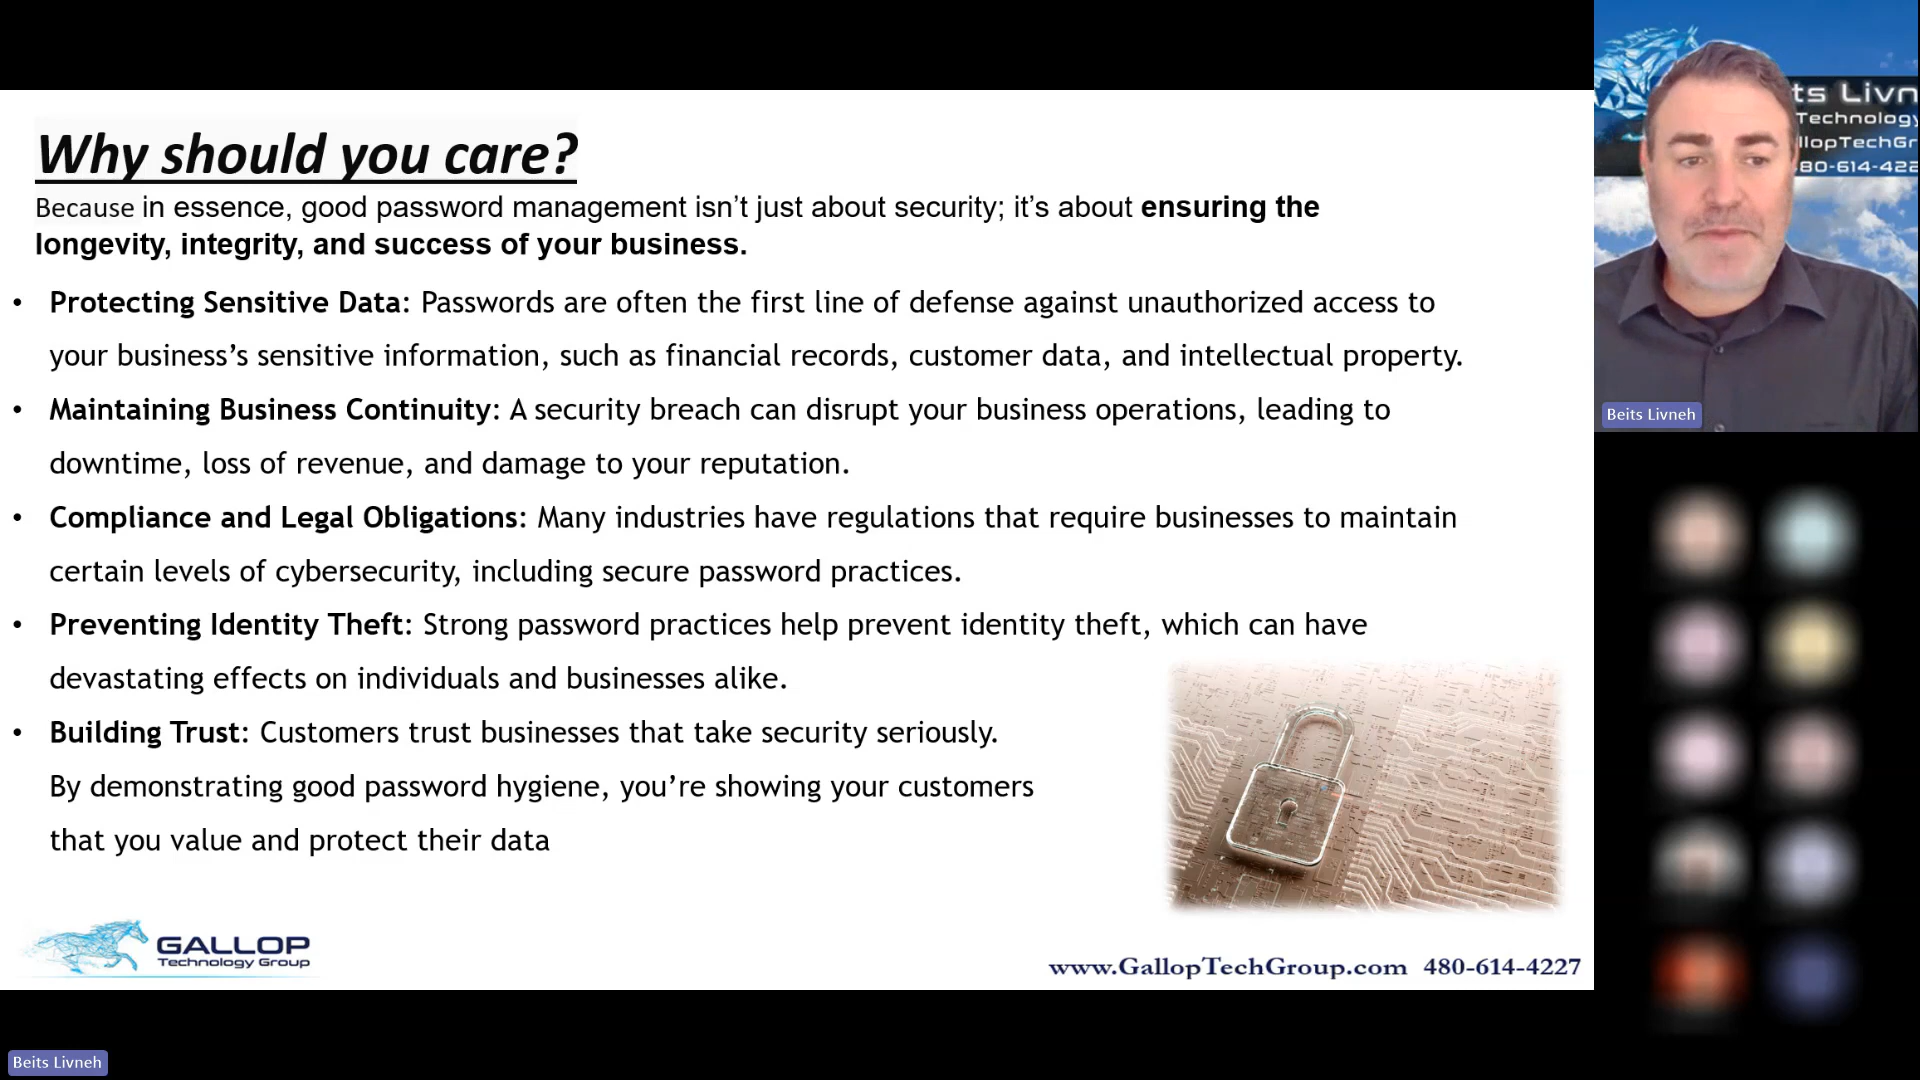 Why should you care?
Because in essence, good password management isn’t just about security; it’s about ensuring the
longevity, integrity, and success of your business.
• Protecting Sensitive Data: Passwords are often the first line of defense against unauthorized access to
your business’s sensitive information, such as financial records, customer data, and intellectual property.
• Maintaining Business Continuity: A security breach can disrupt your business operations, leading to
downtime, loss of revenue, and damage to your reputation.
• Compliance and Legal Obligations: Many industries have regulations that require businesses to maintain
certain levels of cybersecurity, including secure password practices.
• Preventing Identity Theft: Strong password practices help prevent identity theft, which can have
devastating effects on individuals and businesses alike.
• Building Trust: Customers trust businesses that take security seriously.
By demonstrating good password hygiene, you’re showing your customers
that you value and protect their data
GALLOP
Technology Group
www.GallopTechGroup.com 480-614-4227
ts Livn
Technology
llopTechGr
80-614-422
Beits Livneh
Beits Livneh